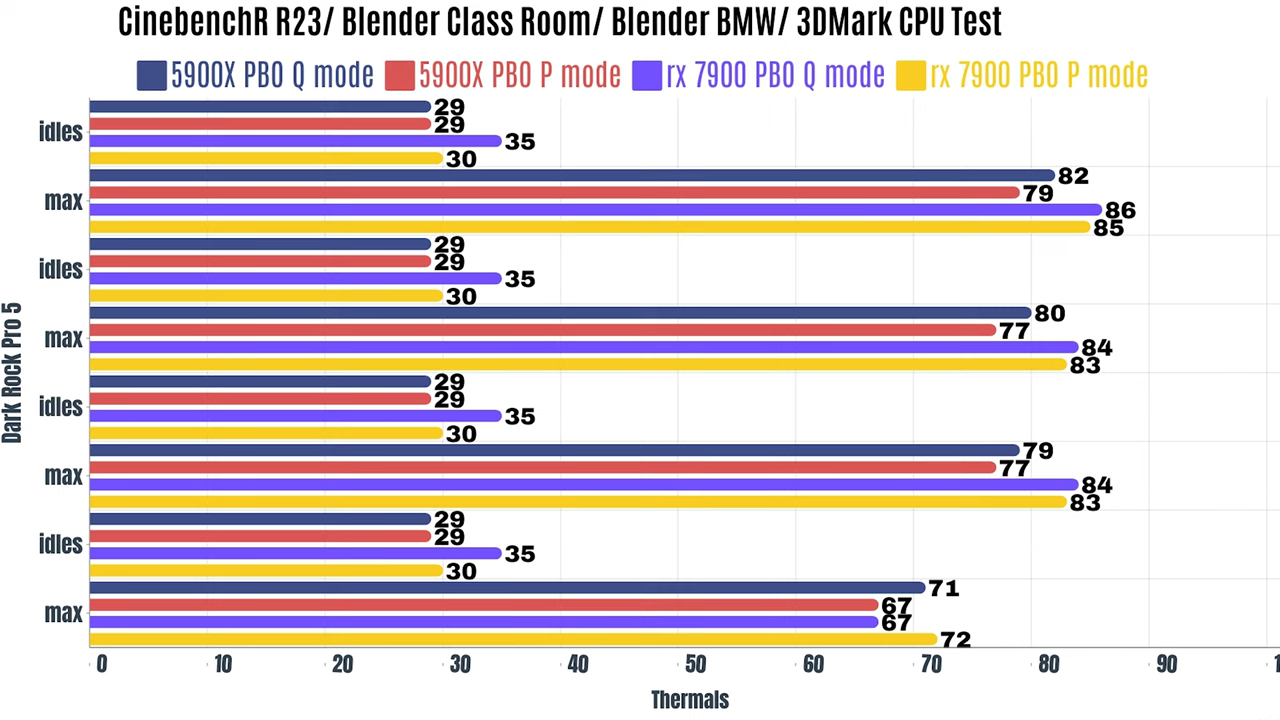 CinebenchR R23/ Blender Class Room/ Blender BMW/ 3DMark CPU Test
5900X PBO Q mode 5900X PBO P mode rx 7900 PBO Q mode rx 7900 PBO P mode
Dark Rock Pro 5
idles
29
29
35
30
max
82
79
86
85
idles
29
29
35
30
max
80
77
84
83
idles
29
29
35
30
max
79
77
84
83
idles
29
29
35
30
max
71
67
67
72
0 10 20 30 40 50 60 70 80 90
Thermals